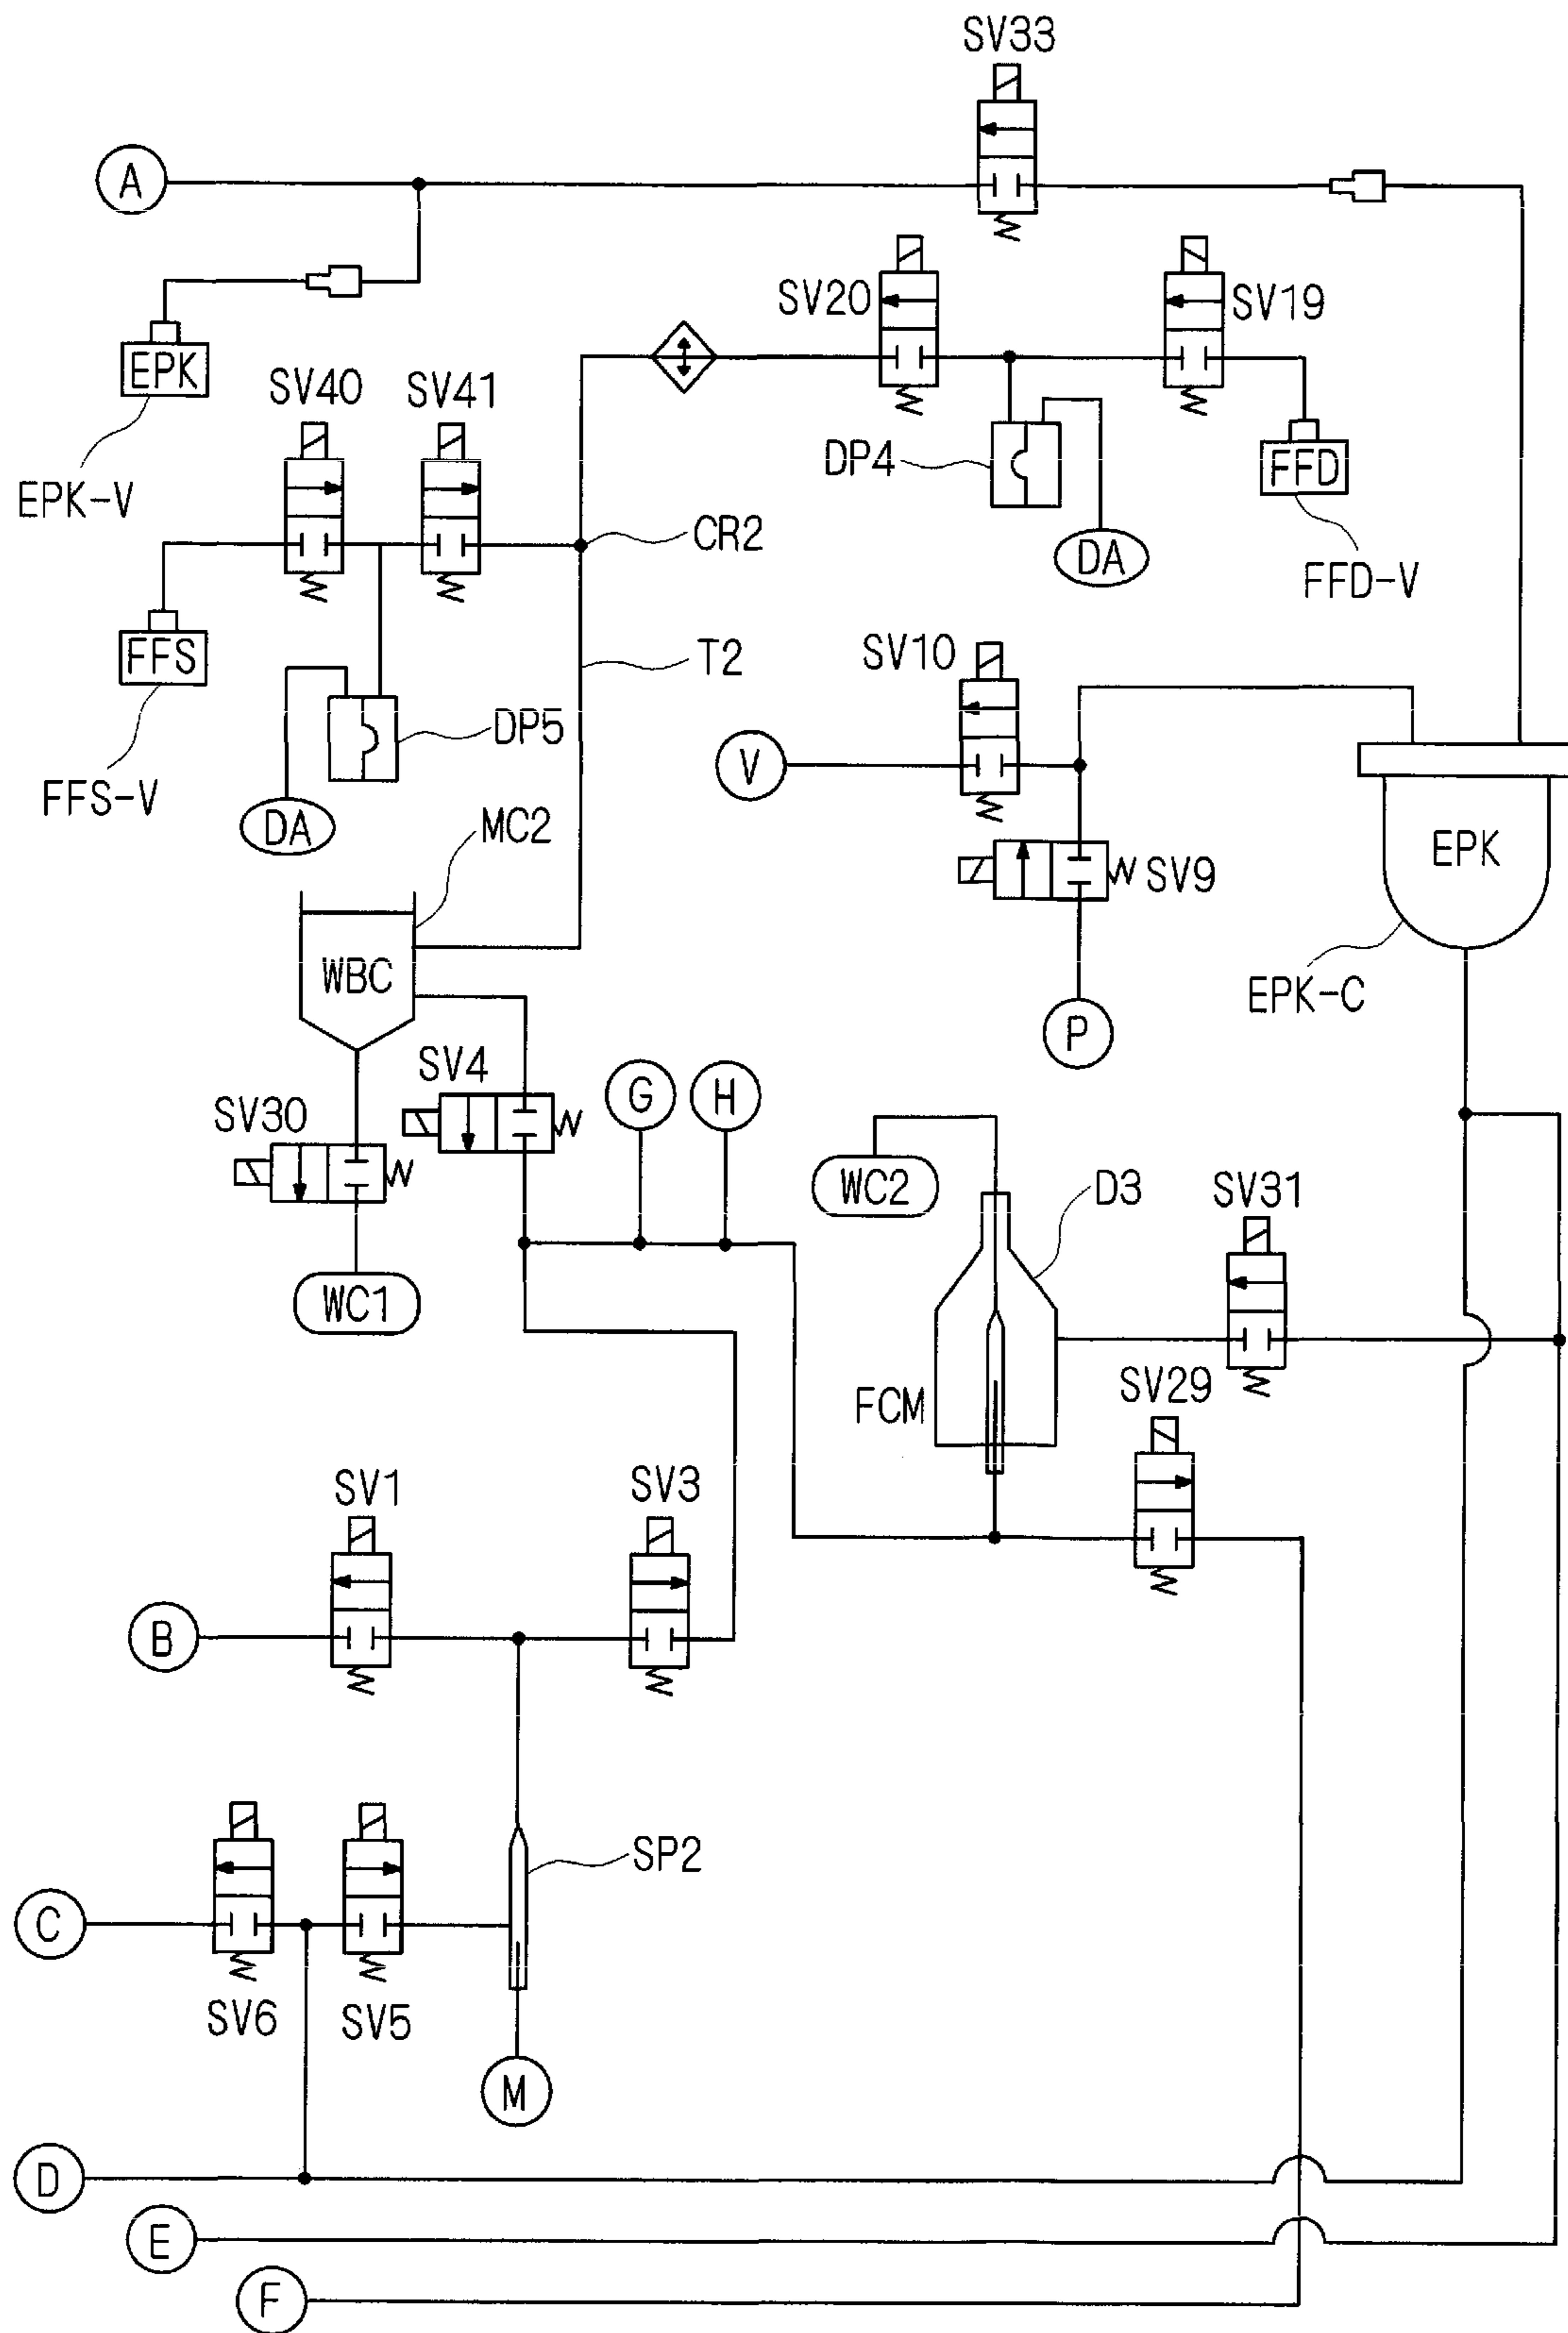 SV33
A
SV20
SV19
EPK
SV40
SV41
DP4
FFD
EPK-V
CR2
DA
FFD-V
FFS
T2
SV10
DP5
V
FFS-V
DA
MC2
EPK
SV9
WBC
EPK-C
P
SV4
G
H
SV30
WC2
D3
SV31
WC1
SV29
FCM
SV1
SV3
B
SP2
C
SV6
SV5
M
D
E
F